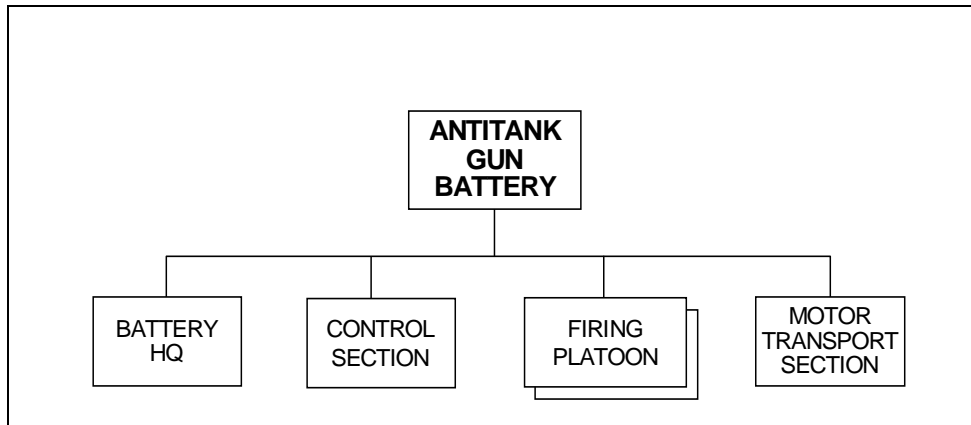 ANTITANK
GUN
BATTERY
BATTERY
HQ
CONTROL
SECTION
FIRING
PLATOON
MOTOR
TRANSPORT
SECTION